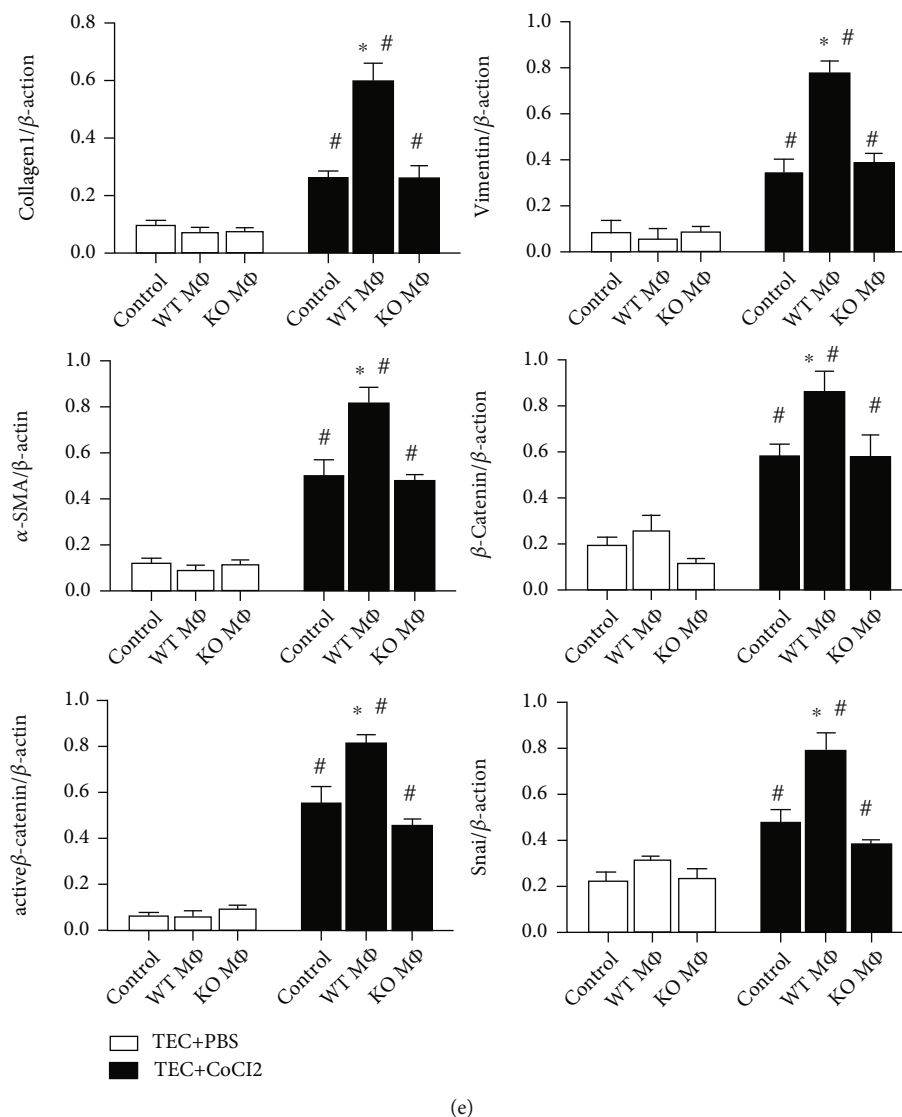 Collagen1/β-action
0.8
0.6
0.4
0.2
0.0
* #
#
#
Control
WT MΦ
KO MΦ
Control
WT MΦ
KO MΦ
Vimentin/β-action
1.0
0.8
0.6
0.4
0.2
0.0
* #
#
#
Control
WT MΦ
KO MΦ
Control
WT MΦ
KO MΦ
α-SMA/β-actin
1.0
0.8
0.6
0.4
0.2
0.0
* #
#
#
Control
WT MΦ
KO MΦ
Control
WT MΦ
KO MΦ
β-Catenin/β-action
1.0
0.8
0.6
0.4
0.2
0.0
* #
#
#
Control
WT MΦ
KO MΦ
Control
WT MΦ
KO MΦ
activeβ-catenin/β-actin
1.0
0.8
0.6
0.4
0.2
0.0
* #
#
#
Control
WT MΦ
KO MΦ
Control
WT MΦ
KO MΦ
Snai/β-action
1.0
0.8
0.6
0.4
0.2
0.0
* #
#
#
Control
WT MΦ
KO MΦ
Control
WT MΦ
KO MΦ
TEC+PBS
TEC+CoCI2
(e)